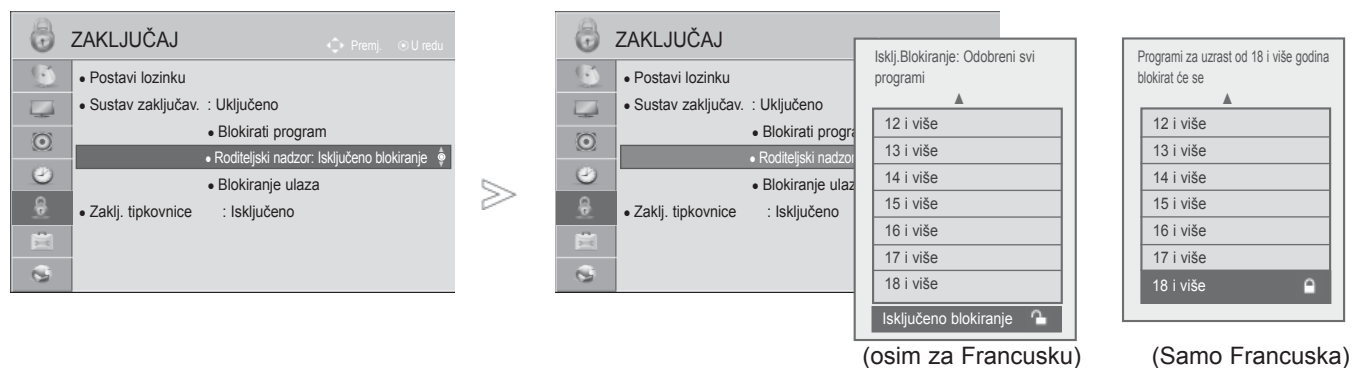 ZAKLJUČAJ
Premj. U redu
• Postavi lozinku
• Sustav zaključav. : Uključeno
• Blokirati program
• Roditeljski nadzor: Isključeno blokiranje
• Blokiranje ulaza
• Zaklj. tipkovnice : Isključeno
ZAKLJUČAJ
• Postavi lozinku
• Sustav zaključav. : Uključeno
• Blokirati progra
• Roditeljski nadzor
• Blokiranje ulaz
• Zaklj. tipkovnice : Isključeno
Isklj.Blokiranje: Odobreni svi
programi
12 i više
13 i više
14 i više
15 i više
16 i više
17 i više
18 i više
Isključeno blokiranje
(osim za Francusku)
Programi za uzrast od 18 i više godina
blokirat će se
12 i više
13 i više
14 i više
15 i više
16 i više
17 i više
18 i više
(Samo Francuska)